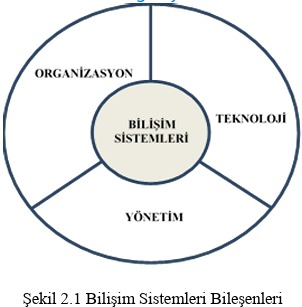 ORGANİZASYON
TEKNOLOJİ
BİLİŞİM
SİSTEMLERİ
YÖNETİM
Şekil 2.1 Bilişim Sistemleri Bileşenleri